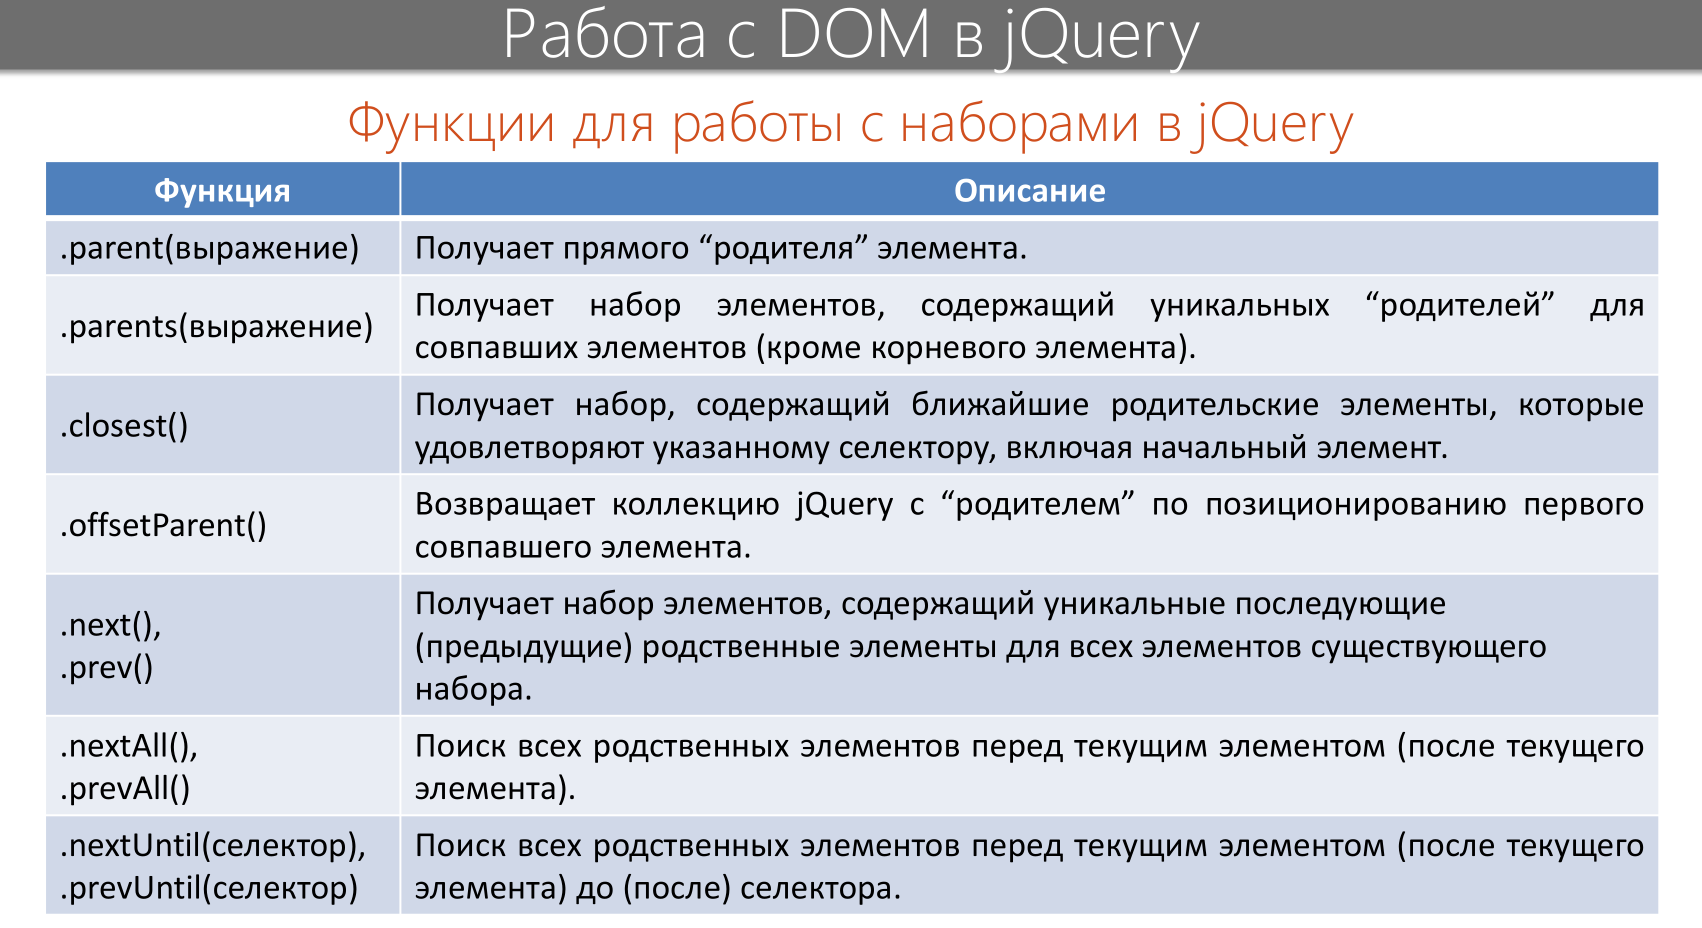 Работа с DOM в jQuery
Функции для работы с наборами в jQuery
Функция
Описание
.parent(выражение)
Получает прямого “родителя” элемента.
.parents(выражение)
Получает набор элементов, содержащий уникальных “родителей” для
совпавших элементов (кроме корневого элемента).
.closest()
Получает набор, содержащий ближайшие родительские элементы, которые
удовлетворяют указанному селектору, включая начальный элемент.
.offsetParent()
Возвращает коллекцию jQuery с “родителем” по позиционированию первого
совпавшего элемента.
.next(),
.prev()
Получает набор элементов, содержащий уникальные последующие
(предыдущие) родственные элементы для всех элементов существующего
набора.
.nextAll(),
.prevAll()
Поиск всех родственных элементов перед текущим элементом (после текущего
элемента).
.nextUntil(селектор),
.prevUntil(селектор)
Поиск всех родственных элементов перед текущим элементом (после текущего
элемента) до (после) селектора.